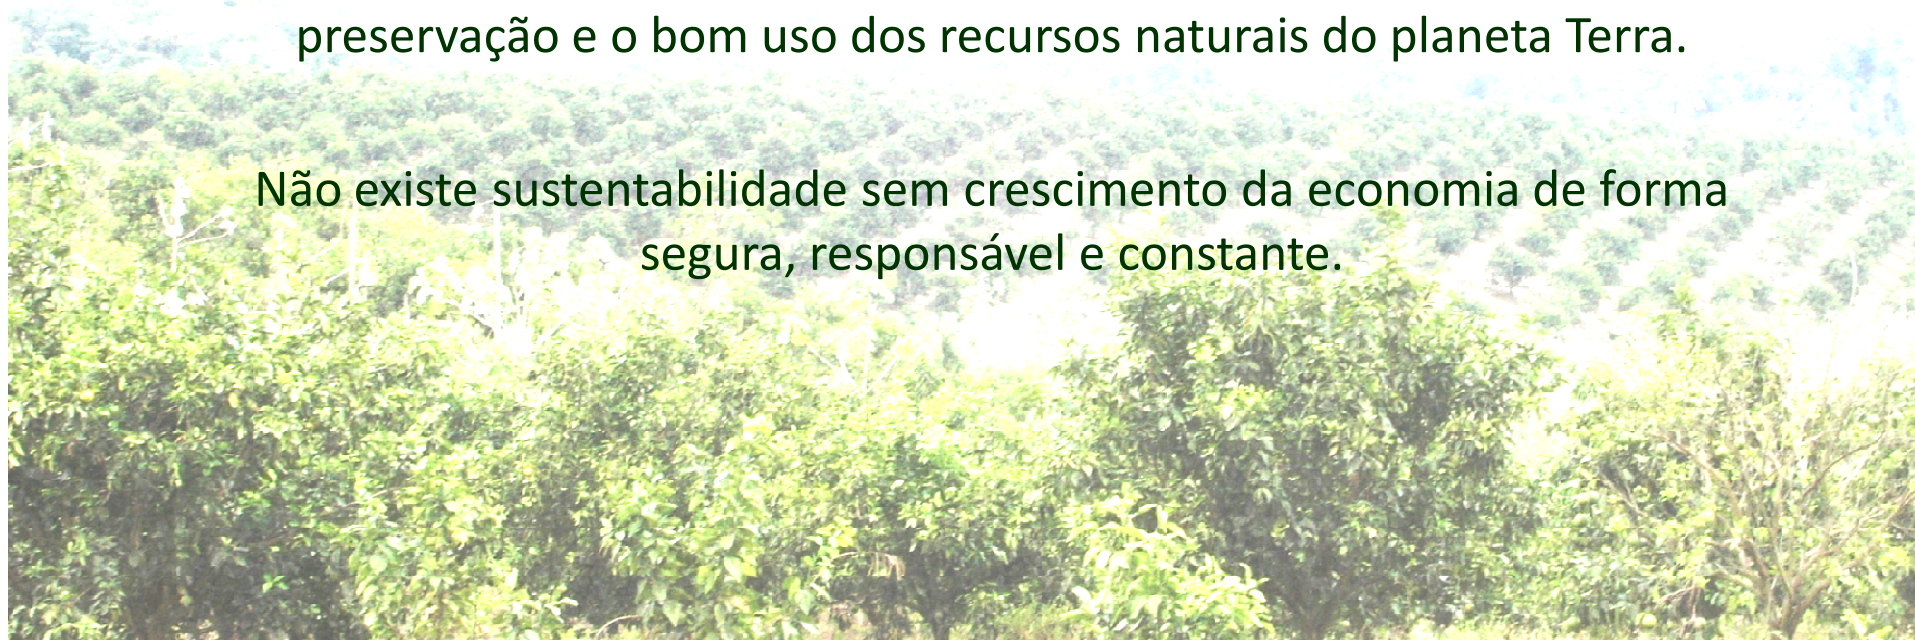 preservação e o bom uso dos recursos naturais do planeta Terra.
Não existe sustentabilidade sem crescimento da economia de forma
segura, responsável e constante.